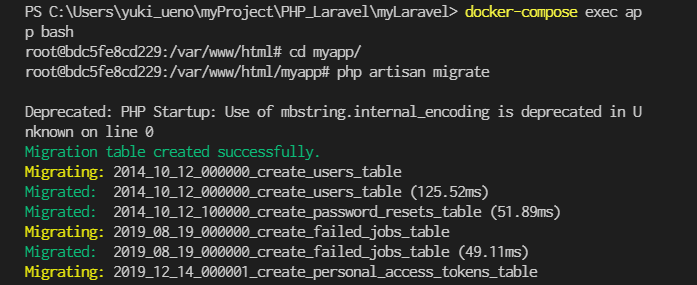 PS C:\Users\yuki_ueno\myProject\PHP_Laravel\myLaravel> docker-compose exec ap
p bash
root@bdc5fe8cd229:/var/www/html# cd myapp/
root@bdc5fe8cd229:/var/www/html/myapp# php artisan migrate
Deprecated: PHP Startup: Use of mbstring.internal_encoding is deprecated in U
nknown on line 0
Migration table created successfully.
Migrating: 2014_10_12_000000_create_users_table
Migrated:  2014_10_12_000000_create_users_table (125.52ms)
Migrated:  2014_10_12_100000_create_password_resets_table (51.89ms)
Migrating: 2019_08_19_000000_create_failed_jobs_table
Migrated:  2019_08_19_000000_create_failed_jobs_table (49.11ms)
Migrating: 2019_12_14_000001_create_personal_access_tokens_table